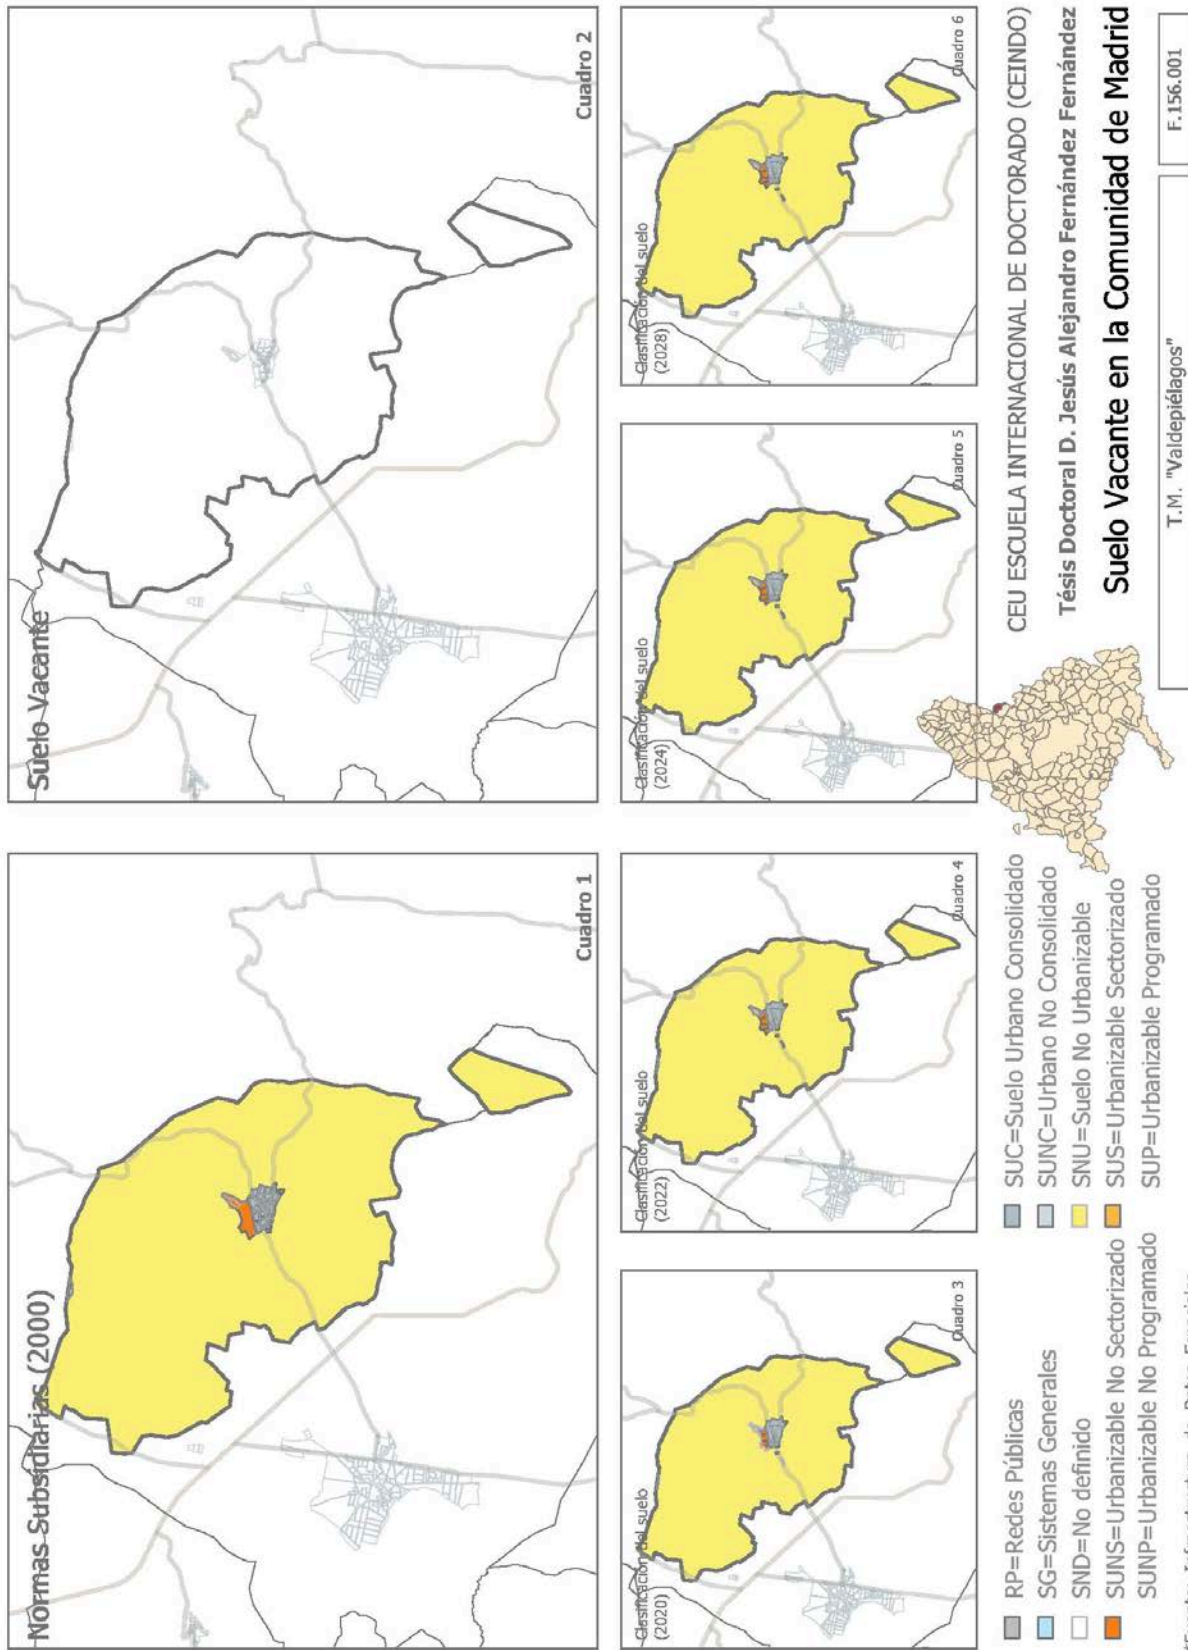 Normas Subsidiarias (2000)
Cuadro 1
Suelo Vacante
Cuadro 2
Clasificación del suelo
(2020)
Cuadro 3
Clasificación del suelo
(2022)
Cuadro 4
Clasificación del suelo
(2024)
Cuadro 5
Clasificación del suelo
(2028)
Cuadro 6
RP=Redes Públicas
SG=Sistemas Generales
SND=No definido
SUNS=Urbanizable No Sectorizado
SUNP=Urbanizable No Programado
SUC=Suelo Urbano Consolidado
SUNC=Urbano No Consolidado
SNU=Suelo No Urbanizable
SUS=Urbanizable Sectorizado
SUP=Urbanizable Programado
CEU ESCUELA INTERNACIONAL DE DOCTORADO (CEINDO)
Tésis Doctoral D. Jesús Alejandro Fernández Fernández
Suelo Vacante en la Comunidad de Madrid
T.M. "Valdepiélagos"
F.156.001